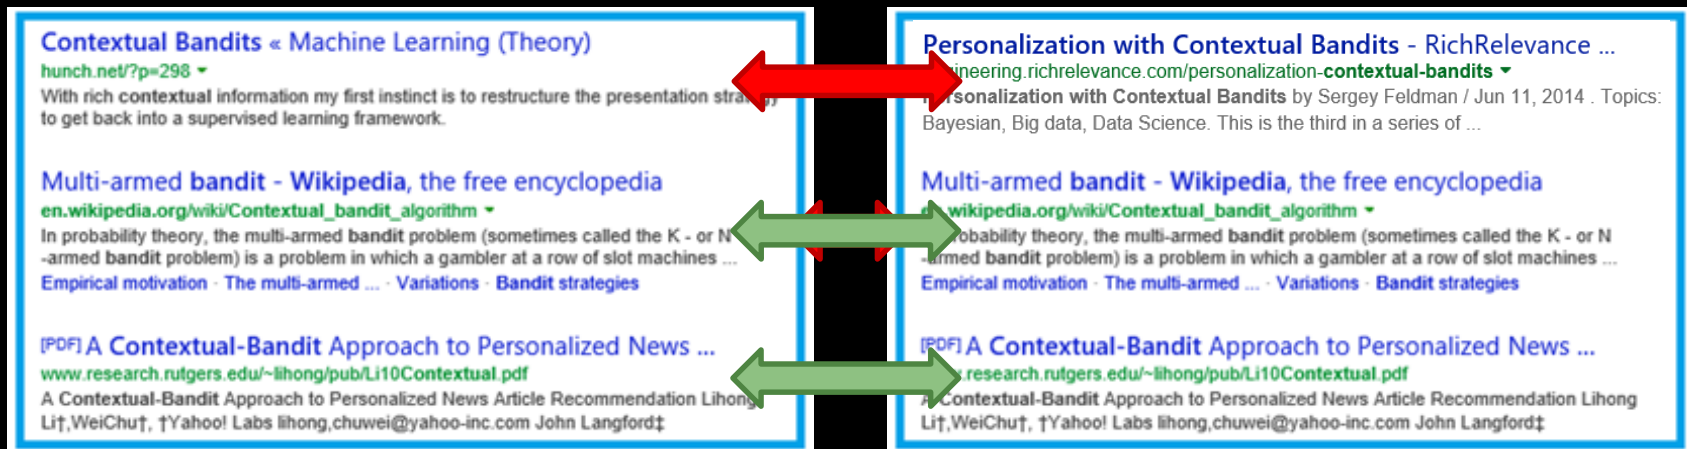 Contextual Bandits « Machine Learning (Theory)
hunch.net/?p=298
With rich contextual information my first instinct is to restructure the presentation
to get back into a supervised learning framework.
Multi-armed bandit - Wikipedia, the free encyclopedia
en.wikipedia.org/wiki/Contextual_bandit_algorithm
In probability theory, the multi-armed bandit problem (sometimes called the K - or N
-armed bandit problem) is a problem in which a gambler at a row of slot machines ...
Empirical motivation · The multi-armed ... · Variations · Bandit strategies
[PDF] A Contextual-Bandit Approach to Personalized News ...
www.research.rutgers.edu/~lihong/pub/Li10Contextual.pdf
A Contextual-Bandit Approach to Personalized News Article Recommendation Lihong
Li†,WeiChu†, †Yahoo! Labs lihong,chuwei@yahoo-inc.com John Langford‡
Personalization with Contextual Bandits - RichRelevance ...
ineering.richrelevance.com/personalization-contextual-bandits
Personalization with Contextual Bandits by Sergey Feldman / Jun 11, 2014 . Topics:
Bayesian, Big data, Data Science. This is the third in a series of ...
Multi-armed bandit - Wikipedia, the free encyclopedia
wikipedia.org/wiki/Contextual_bandit_algorithm
obability theory, the multi-armed bandit problem (sometimes called the K - or N
-armed bandit problem) is a problem in which a gambler at a row of slot machines ...
Empirical motivation · The multi-armed ... · Variations · Bandit strategies
[PDF] A Contextual-Bandit Approach to Personalized News ...
.research.rutgers.edu/~lihong/pub/Li10Contextual.pdf
A Contextual-Bandit Approach to Personalized News Article Recommendation Lihong
Li†,WeiChu†, †Yahoo! Labs lihong,chuwei@yahoo-inc.com John Langford‡